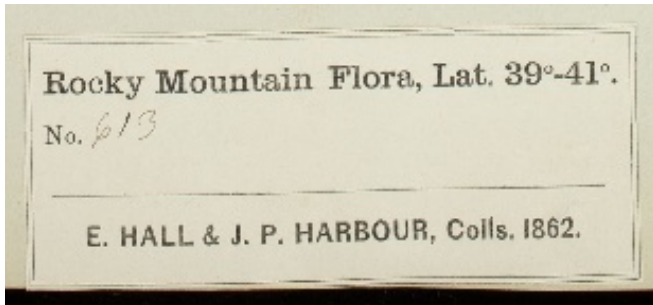 Rocky Mountain Flora, Lat. 39°-41°.
No. 613
E. HALL & J. P. HARBOUR, Colls. 1862.